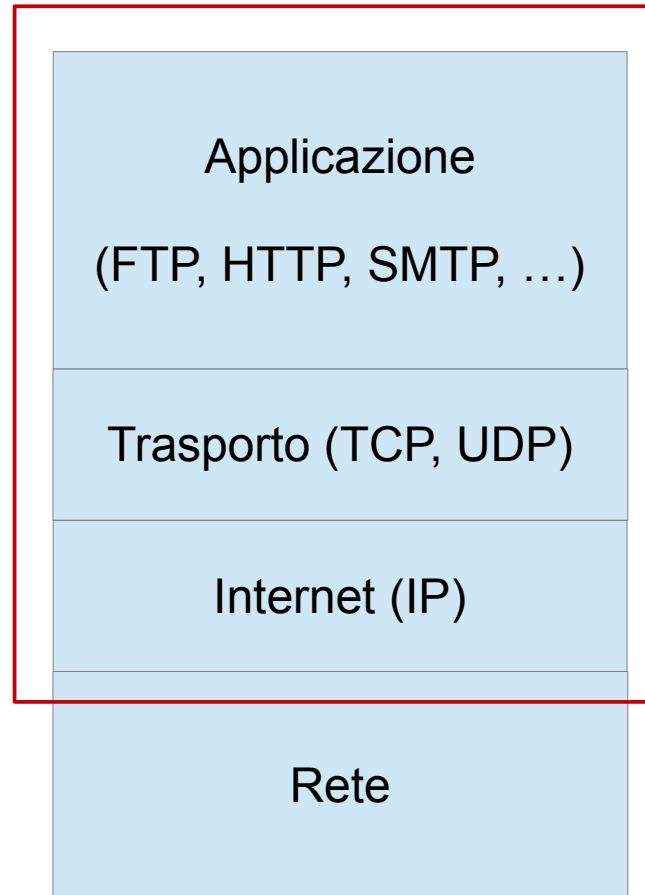 Applicazione
(FTP, HTTP, SMTP, …)
Trasporto (TCP, UDP)
Internet (IP)
Rete